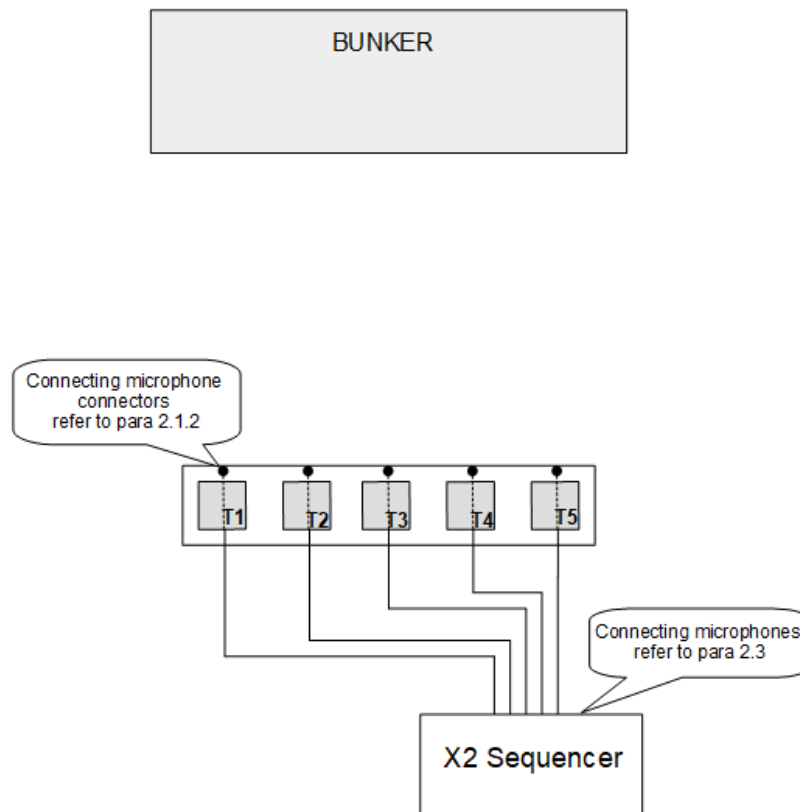 BUNKER
Connecting microphone
connectors
refer to para 2.1.2
T1
T2
T3
T4
T5
Connecting microphones
refer to para 2.3
X2 Sequencer